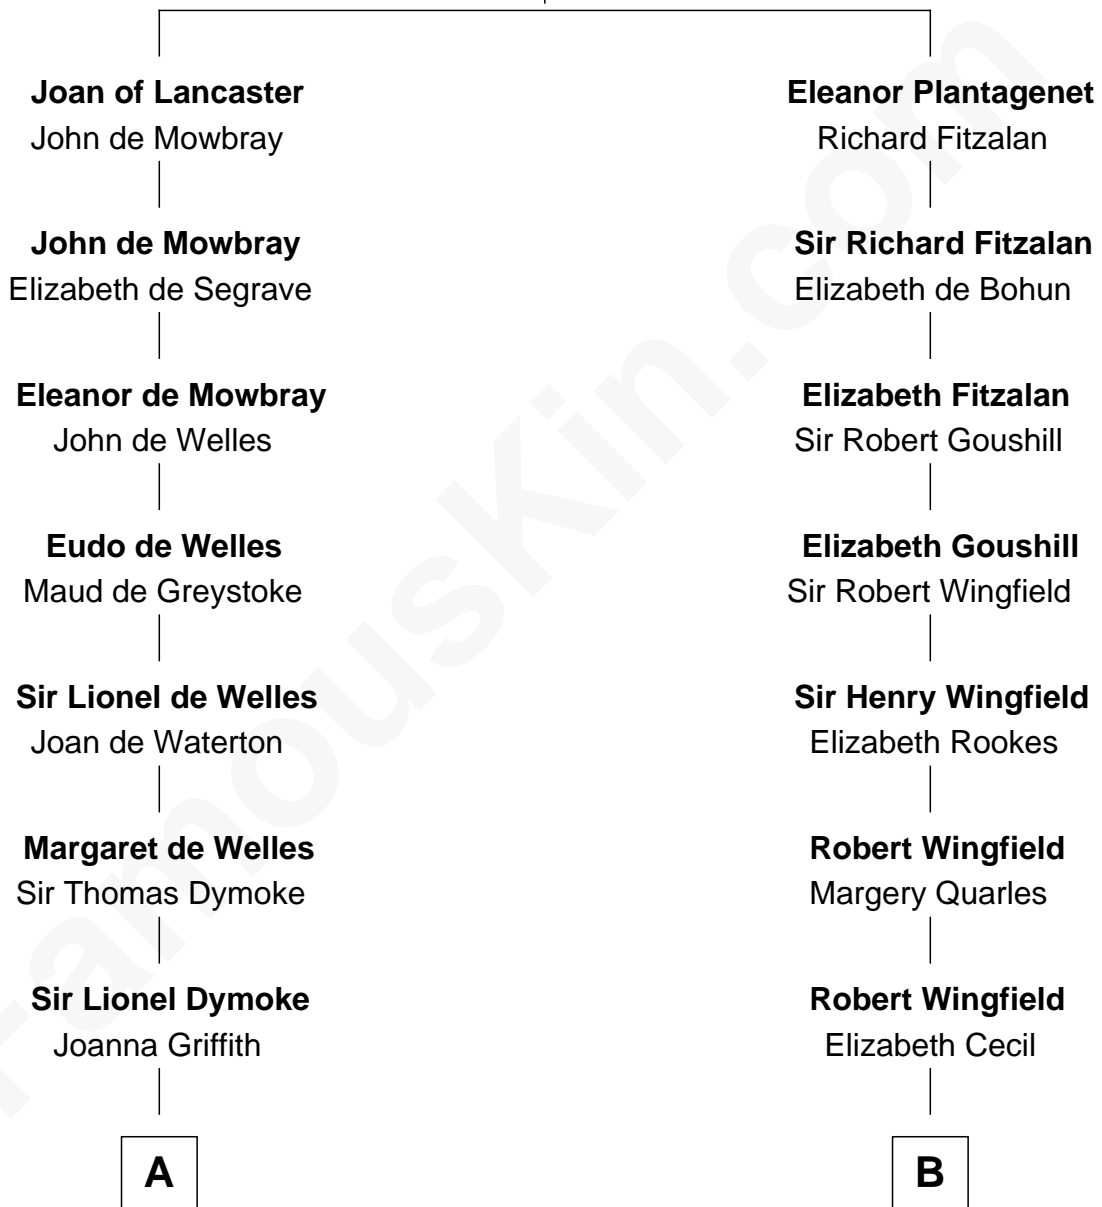 Joan of Lancaster
John de Mowbray
John de Mowbray
Elizabeth de Segrave
Eleanor de Mowbray
John de Welles
Eudo de Welles
Maud de Greystoke
Sir Lionel de Welles
Joan de Waterton
Margaret de Welles
Sir Thomas Dymoke
Sir Lionel Dymoke
Joanna Griffith
A
Eleanor Plantagenet
Richard Fitzalan
Sir Richard Fitzalan
Elizabeth de Bohun
Elizabeth Fitzalan
Sir Robert Goushill
Elizabeth Goushill
Sir Robert Wingfield
Sir Henry Wingfield
Elizabeth Rookes
Robert Wingfield
Margery Quarles
Robert Wingfield
Elizabeth Cecil
B
FamousKin.com